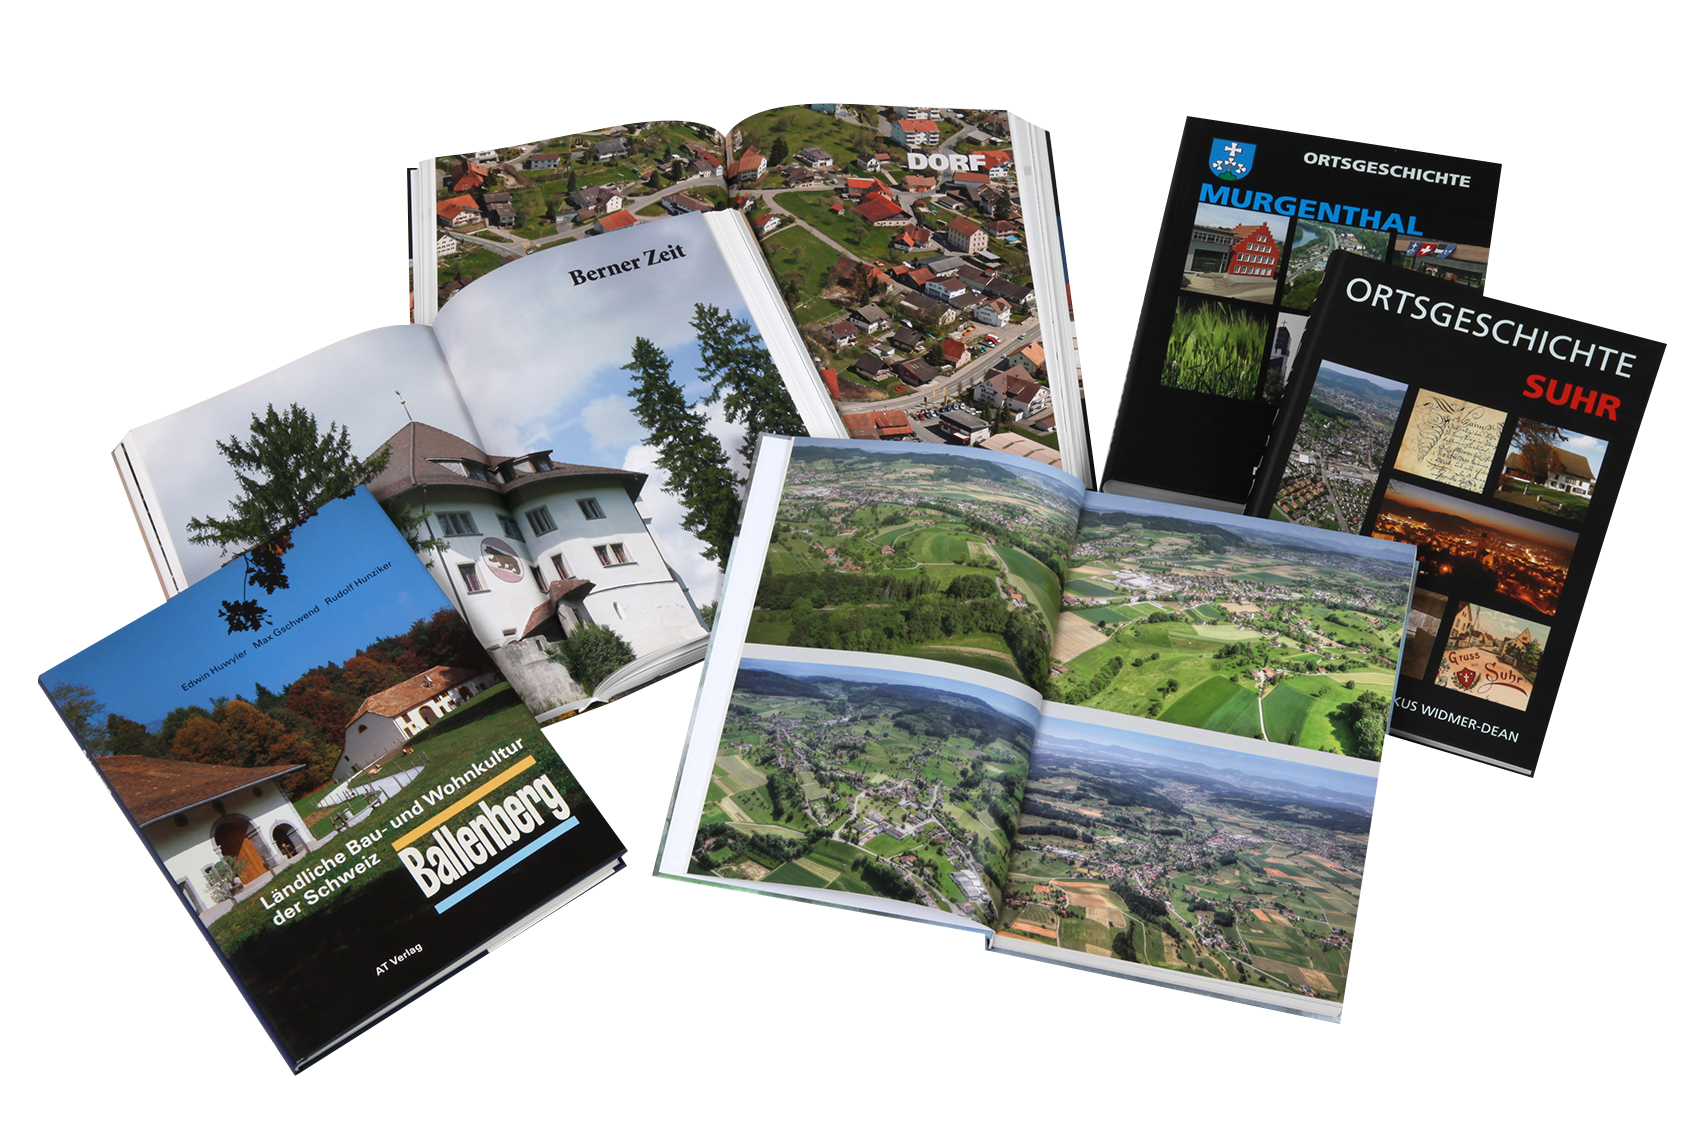 DORF
Berner Zeit
ORTSGESCHICHTE
MURGENTHAL
ORTSGESCHICHTE
SUHR
Gruss
Suhr
KUS WIDMER-DEAN
Edwin Huwyler Max Gschwend Rudolf Hunziker
Ländliche Bau- und Wohnkultur
der Schweiz
Ballenberg
AT Verlag